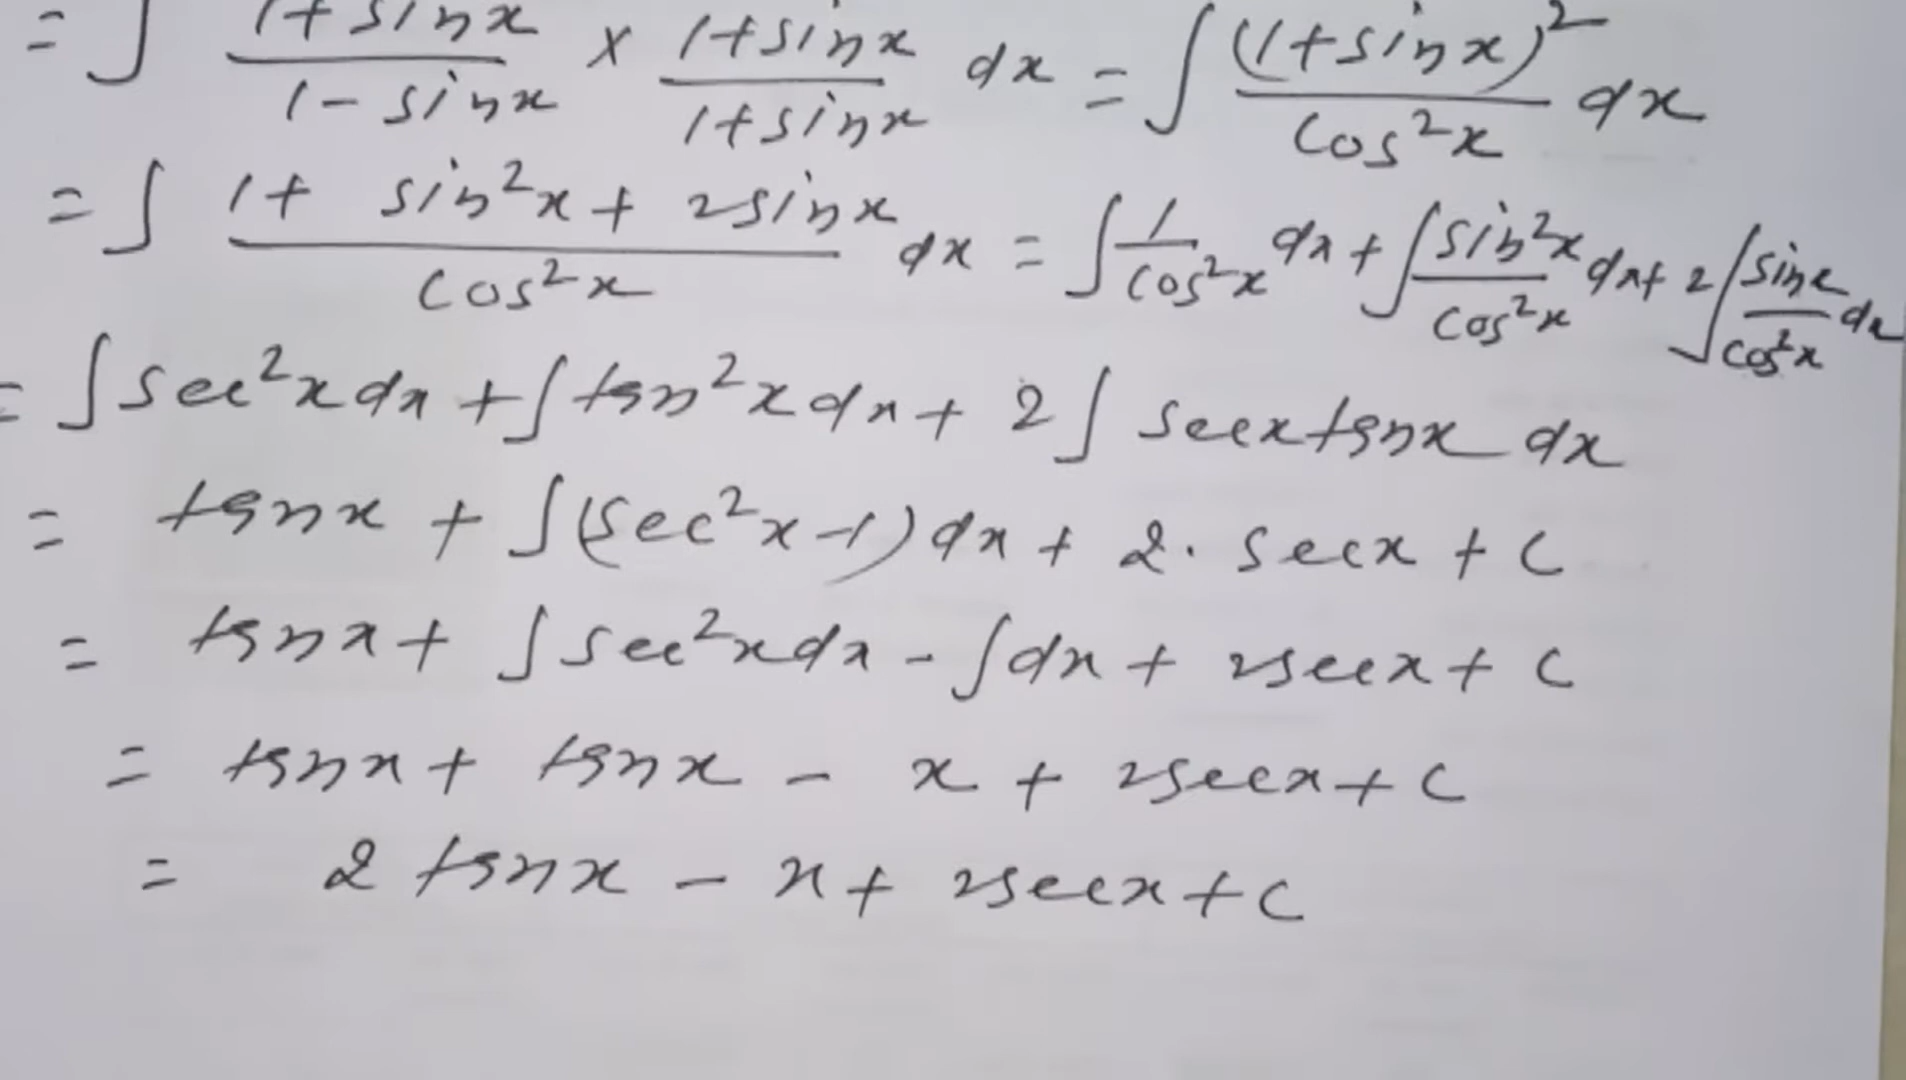 = ∫ (1+sinx)/(1-sinx) × (1+sinx)/(1+sinx) dx = ∫ (1+sinx)²/cos²x dx
= ∫ (1+ sin²x + 2sinx)/cos²x dx = ∫ 1/cos²x dx + ∫ sin²x/cos²x dx + 2 ∫ sinx/cos²x dx
= ∫ sec²x dx + ∫ tan²x dx + 2 ∫ secx tanx dx
= tanx + ∫ (sec²x-1) dx + 2. secx + c
= tanx + ∫ sec²x dx - ∫ dx + 2secx + c
= tanx + tanx - x + 2secx + c
= 2 tanx - x + 2secx + c